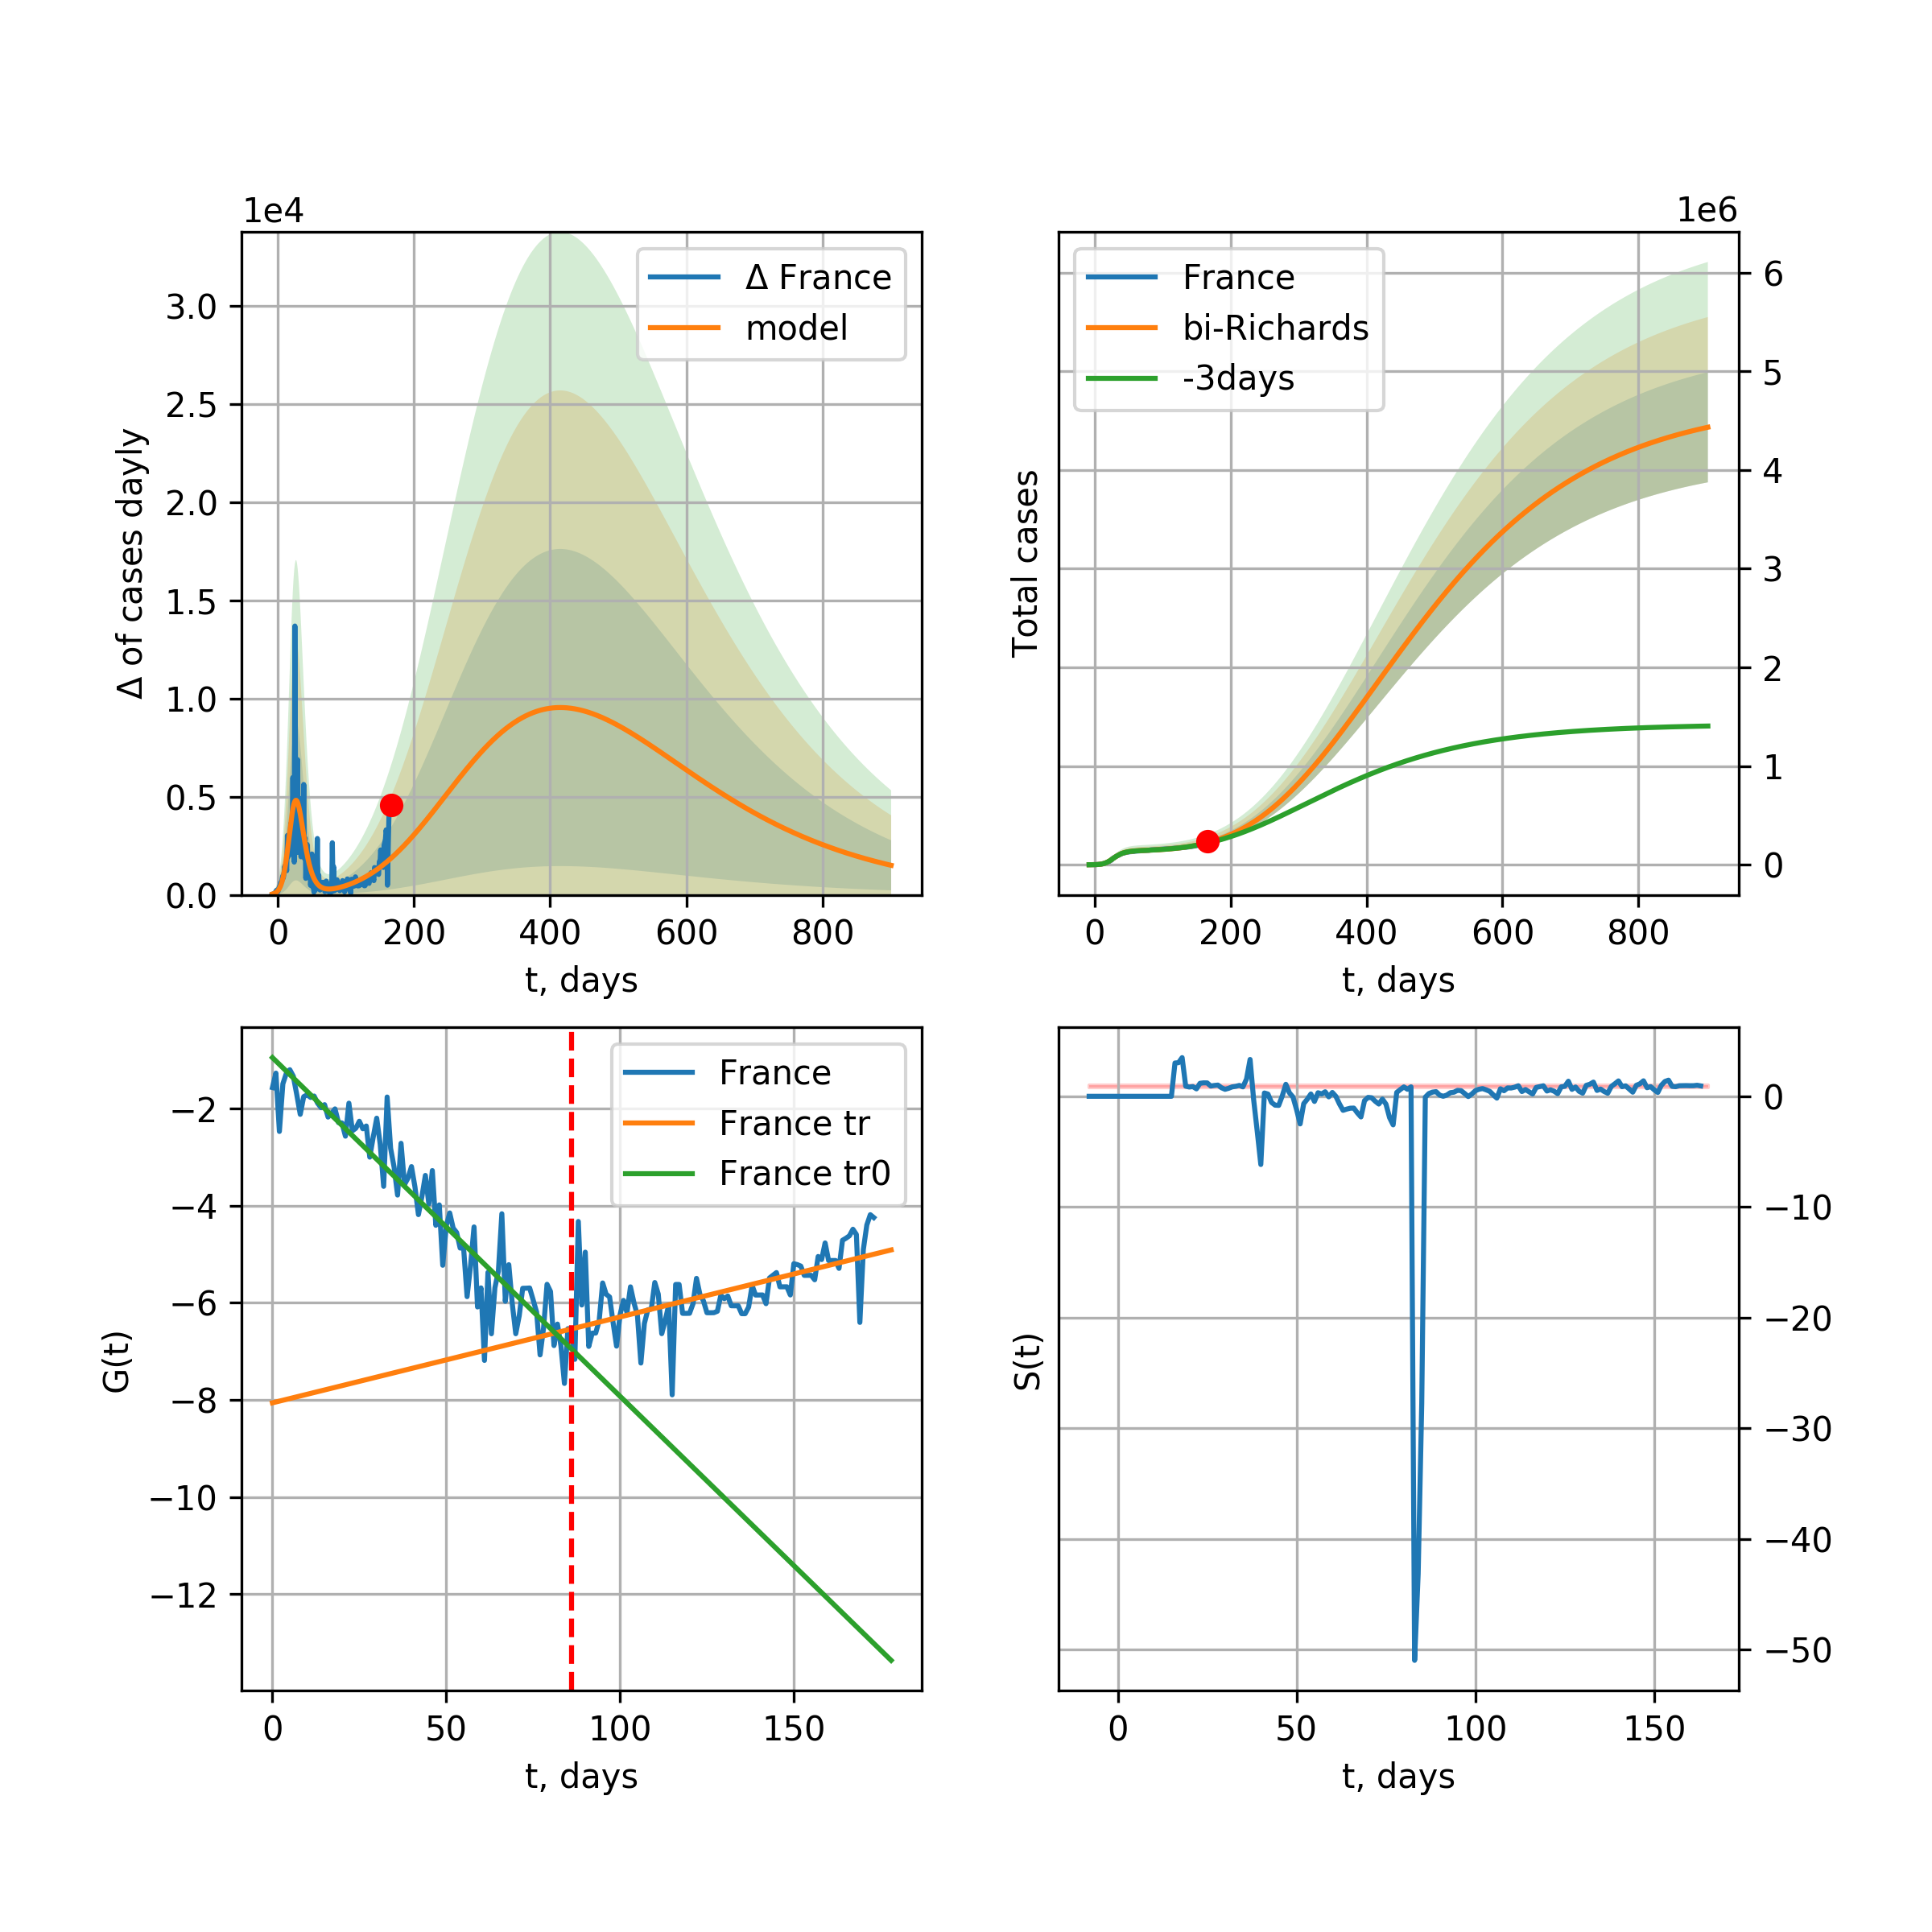 1e4
Δ of cases dayly
3.0
2.5
2.0
1.5
1.0
0.5
0.0
0 200 400 600 800
t, days
Δ France
model
1e6
Total cases
6
5
4
3
2
1
0
0 200 400 600 800
t, days
France
bi-Richards
-3days
G(t)
−2
−4
−6
−8
−10
−12
0 50 100 150
t, days
France
France tr
France tr0
S(t)
0
−10
−20
−30
−40
−50
0 50 100 150
t, days